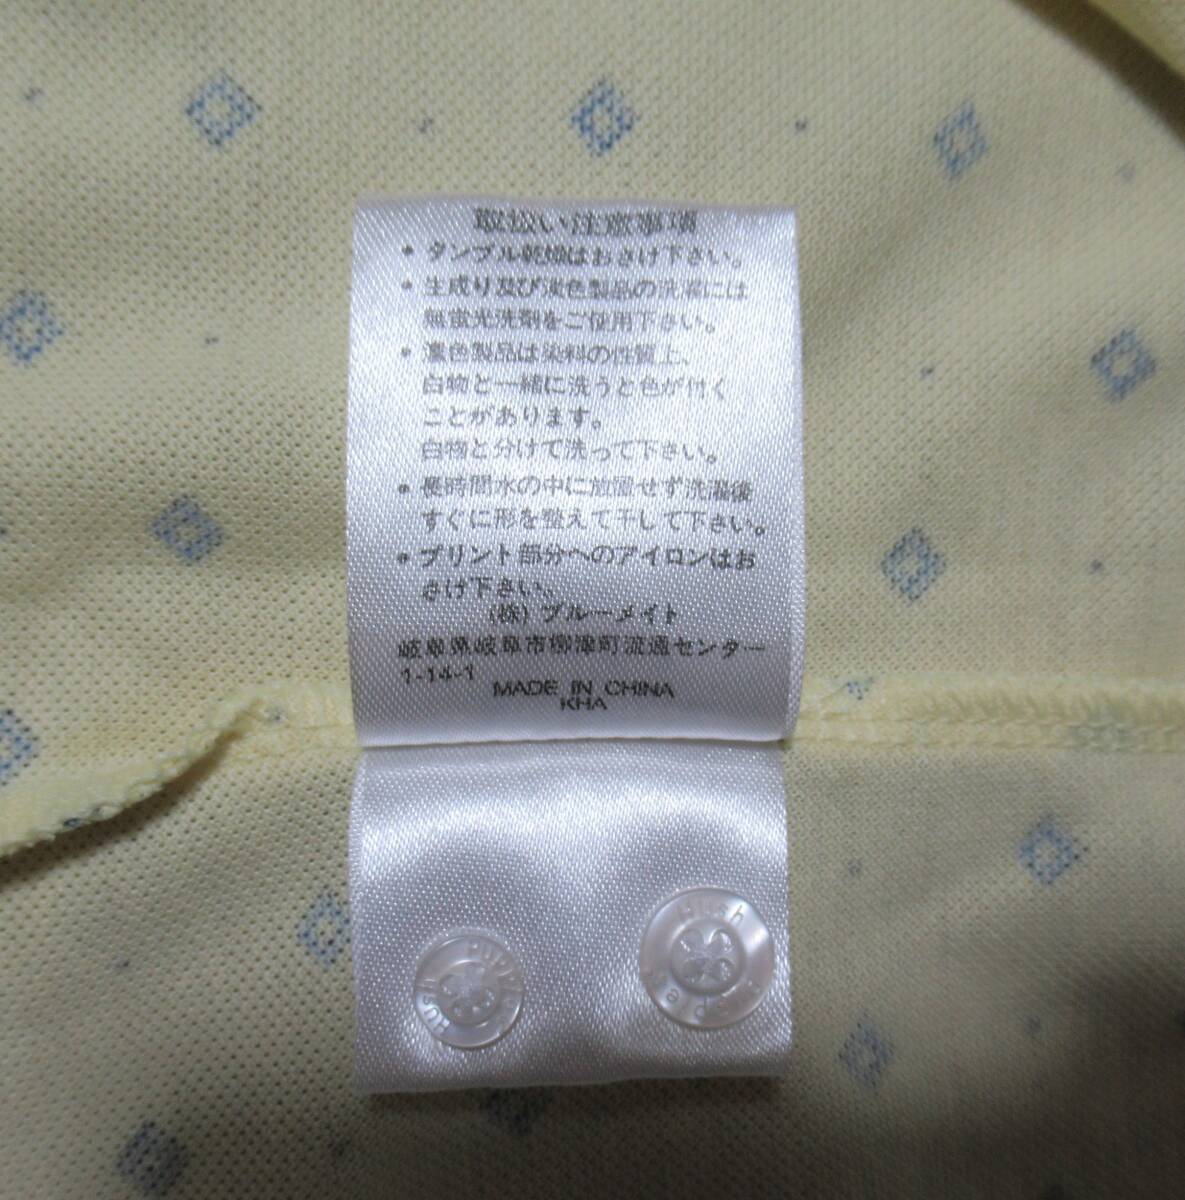 取扱い注意事項
• タンブル乾燥はおさけ下さい。
• 生成り及び淡色製品の洗濯には
無蛍光洗剤をご使用下さい。
• 濃色製品は染料の性質上、
白物と一緒に洗うと色が付く
ことがあります。
白物と分けて洗って下さい。
• 長時間水の中に放置せず洗濯後
すぐに形を整えて干して下さい。
• プリント部分へのアイロンはお
さけ下さい。
(株) ブルーメイト
岐阜県岐阜市柳津町流通センター
1-14-1
MADE IN CHINA
KHA
Hush Puppies
Hush Puppies